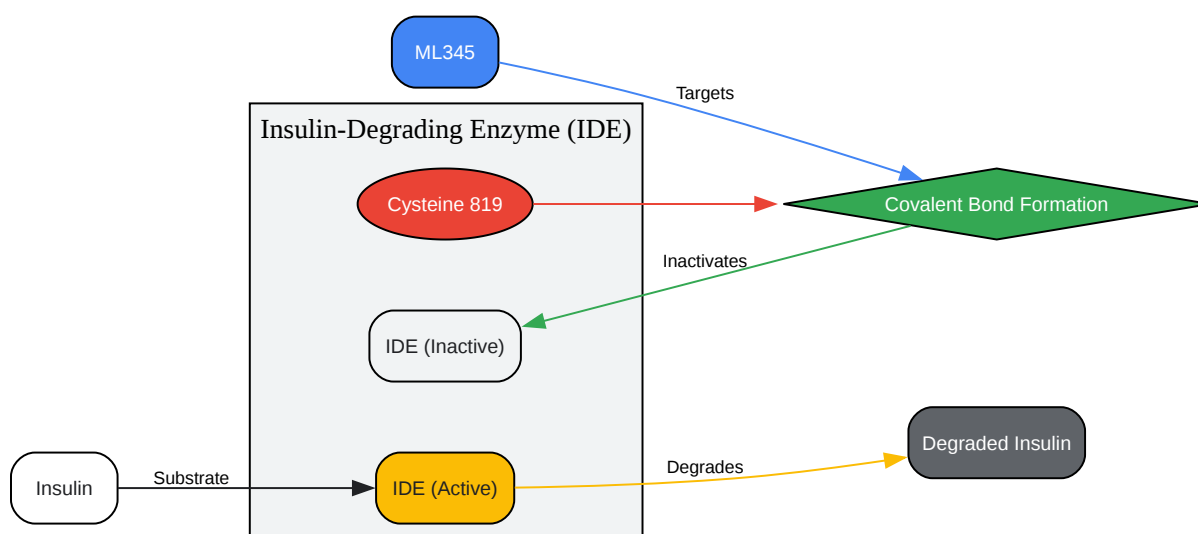 ML345
Targets
Insulin-Degrading Enzyme (IDE)
Cysteine 819
Covalent Bond Formation
Inactivates
IDE (Inactive)
Degraded Insulin
Insulin
Substrate
IDE (Active)
Degrades